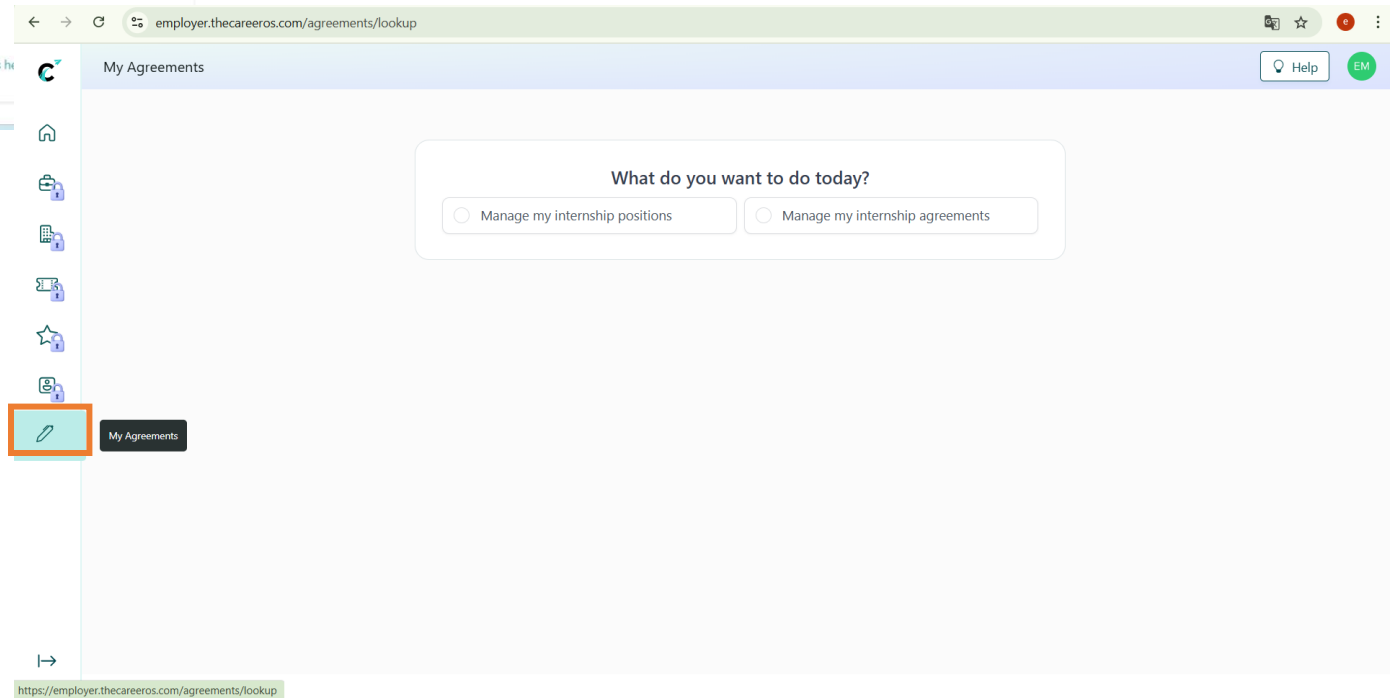 employer.thecareeros.com/agreements/lookup
e
he
My Agreements
Help
EM
What do you want to do today?
Manage my internship positions
Manage my internship agreements
My Agreements
https://employer.thecareeros.com/agreements/lookup